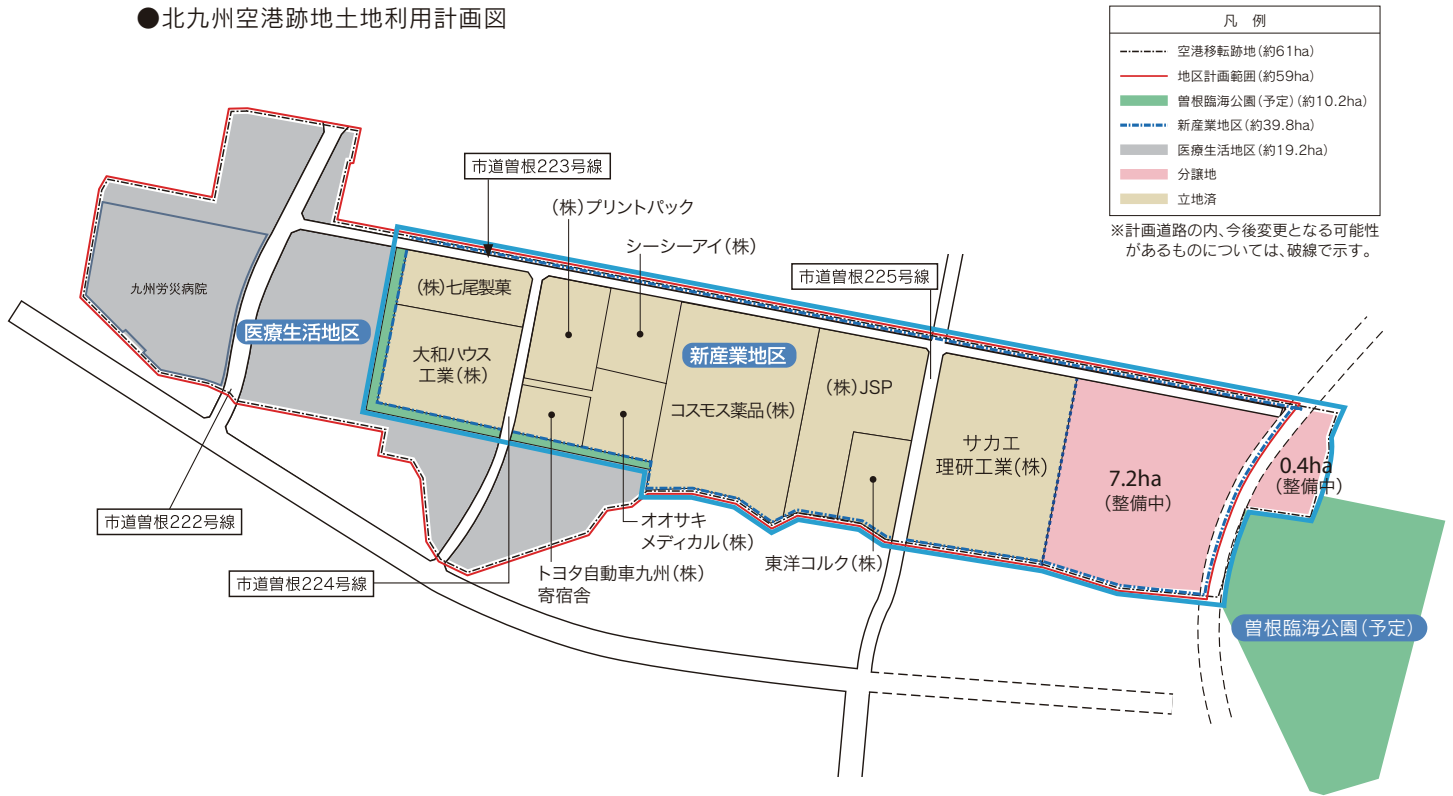 ●北九州空港跡地土地利用計画図
凡　例
空港移転跡地(約61ha)
地区計画範囲(約59ha)
曽根臨海公園(予定)(約10.2ha)
新産業地区(約39.8ha)
医療生活地区(約19.2ha)
分譲地
立地済
※計画道路の内、今後変更となる可能性
があるものについては、破線で示す。
市道曽根223号線
(株)プリントパック
シーシーアイ(株)
市道曽根225号線
九州労災病院
医療生活地区
(株)七尾製菓
大和ハウス
工業(株)
新産業地区
(株)JSP
コスモス薬品(株)
サカエ
理研工業(株)
7.2ha
(整備中)
0.4ha
(整備中)
市道曽根222号線
オオサキ
メディカル(株)
東洋コルク(株)
市道曽根224号線
トヨタ自動車九州(株)
寄宿舎
曽根臨海公園(予定)